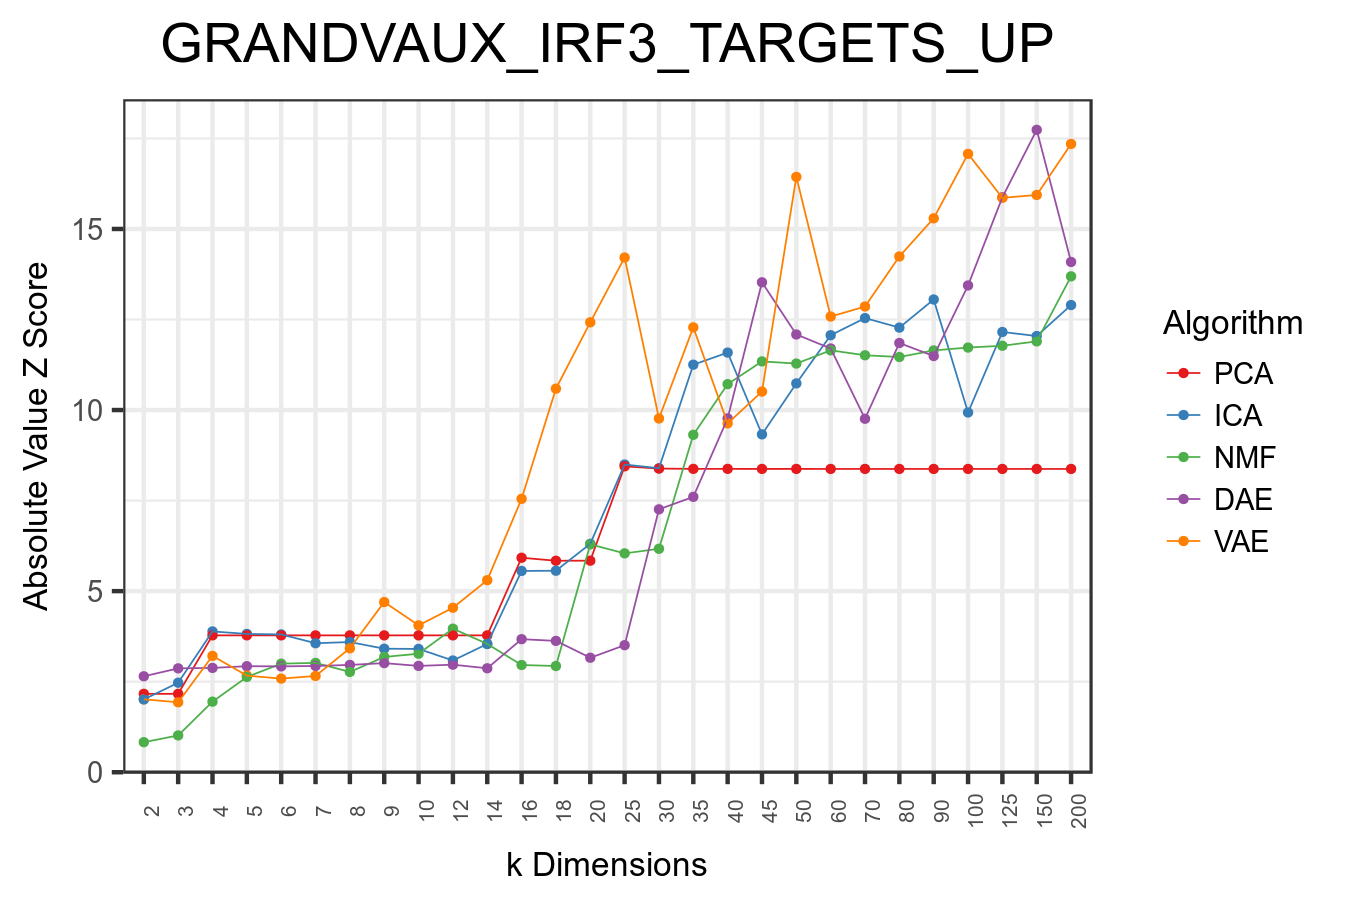 GRANDVAUX_IRF3_TARGETS_UP
Absolute Value Z Score
15
10
5
0
2 3 4 5 6 7 8 9 10 12 14 16 18 20 25 30 35 40 45 50 60 70 80 90 100 125 150 200
k Dimensions
Algorithm
PCA
ICA
NMF
DAE
VAE